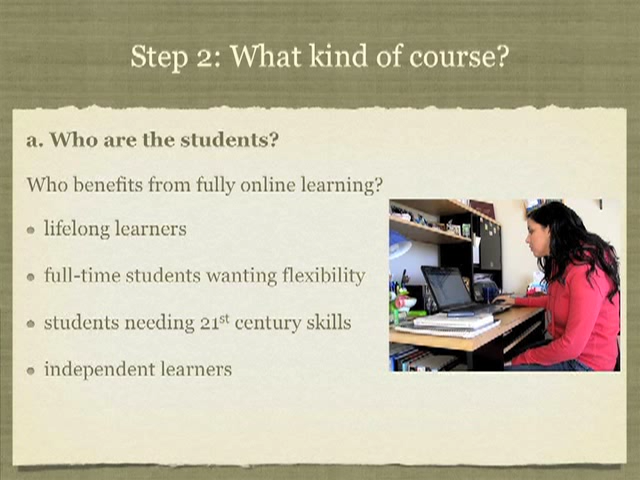 Step 2: What kind of course?
a. Who are the students?
Who benefits from fully online learning?
• lifelong learners
• full-time students wanting flexibility
• students needing 21st century skills
• independent learners